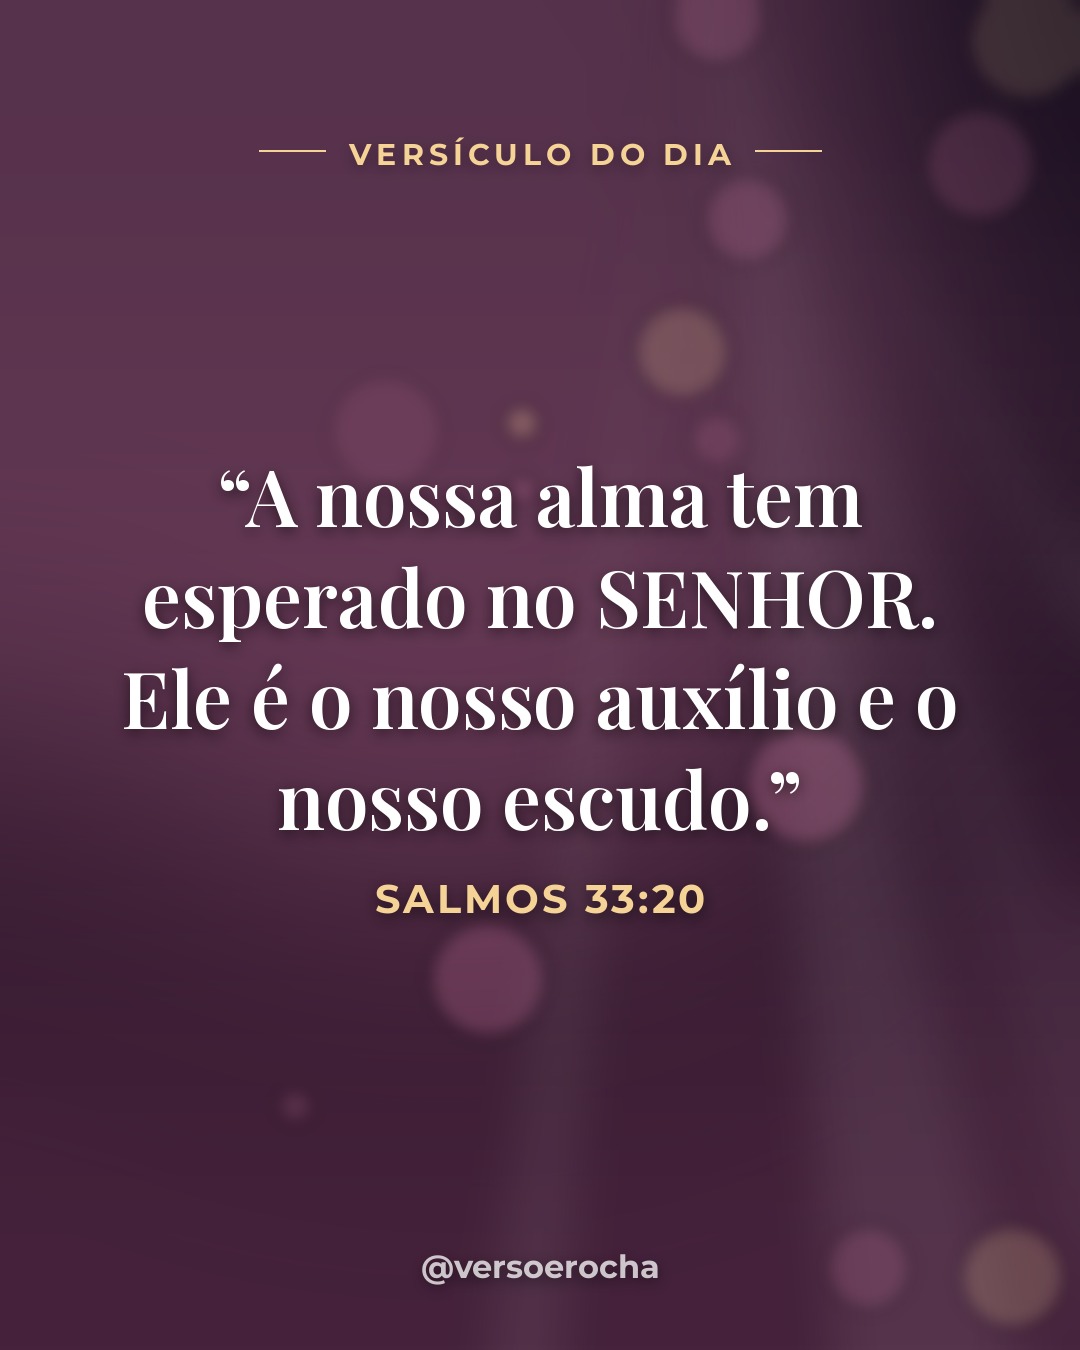 VERSÍCULO DO DIA
“A nossa alma tem
esperado no SENHOR.
Ele é o nosso auxílio e o
nosso escudo.”
SALMOS 33:20
@versoerocha